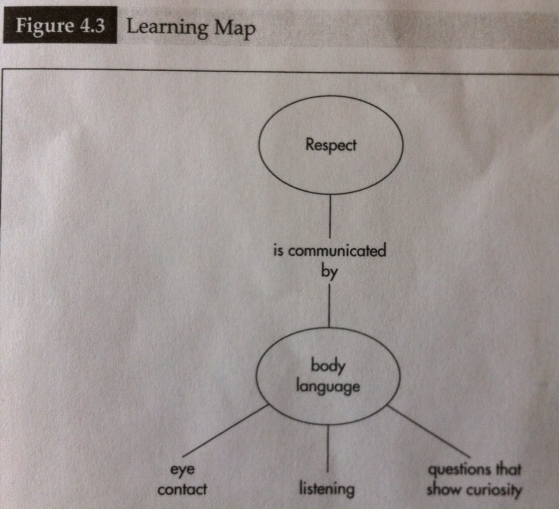 Figure 4.3 Learning Map
Respect
is communicated
by
body
language
eye
contact
listening
questions that
show curiosity